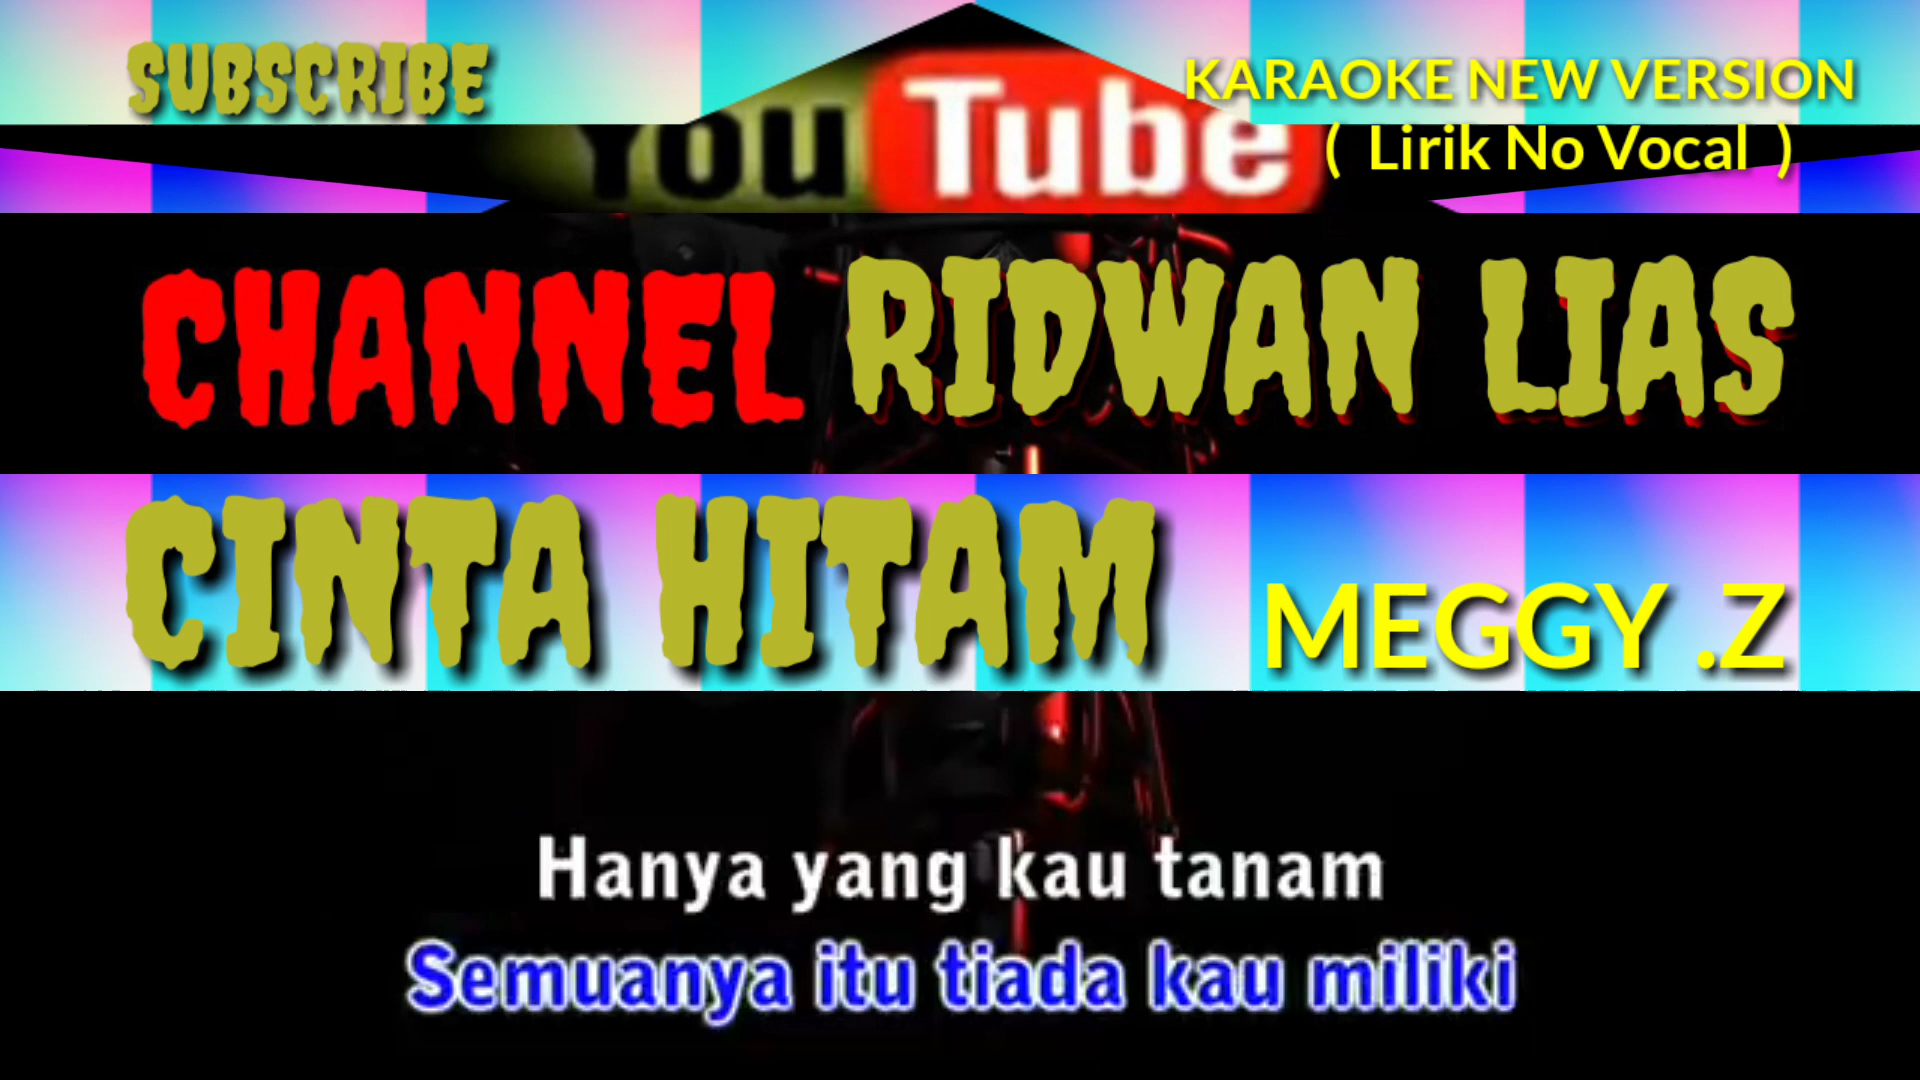 SUBSCRIBE
YouTube
KARAOKE NEW VERSION
( Lirik No Vocal )
CHANNEL RIDWAN LIAS
CINTA HITAM MEGGY .Z
Hanya yang kau tanam
Semuanya itu tiada kau miliki